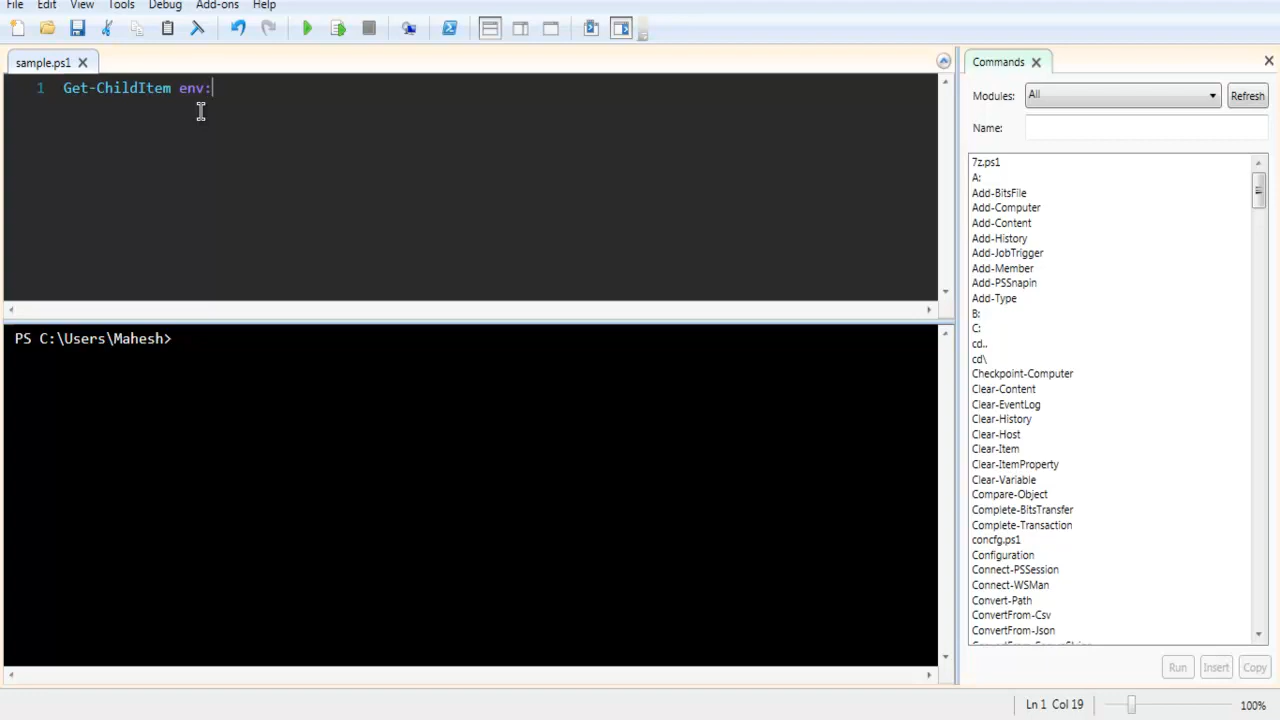 File Edit View Tools Debug Add-ons Help
sample.ps1
1 Get-ChildItem env:
PS C:\Users\Mahesh>
Commands
Modules: All Refresh
Name:
7z.ps1
A:
Add-BitsFile
Add-Computer
Add-Content
Add-History
Add-JobTrigger
Add-Member
Add-PSSnapin
Add-Type
B:
C:
cd..
cd\
Checkpoint-Computer
Clear-Content
Clear-EventLog
Clear-History
Clear-Host
Clear-Item
Clear-ItemProperty
Clear-Variable
Compare-Object
Complete-BitsTransfer
Complete-Transaction
concfg.ps1
Configuration
Connect-PSSession
Connect-WSMan
Convert-Path
ConvertFrom-Csv
ConvertFrom-Json
Run Insert Copy
Ln 1 Col 19 100%